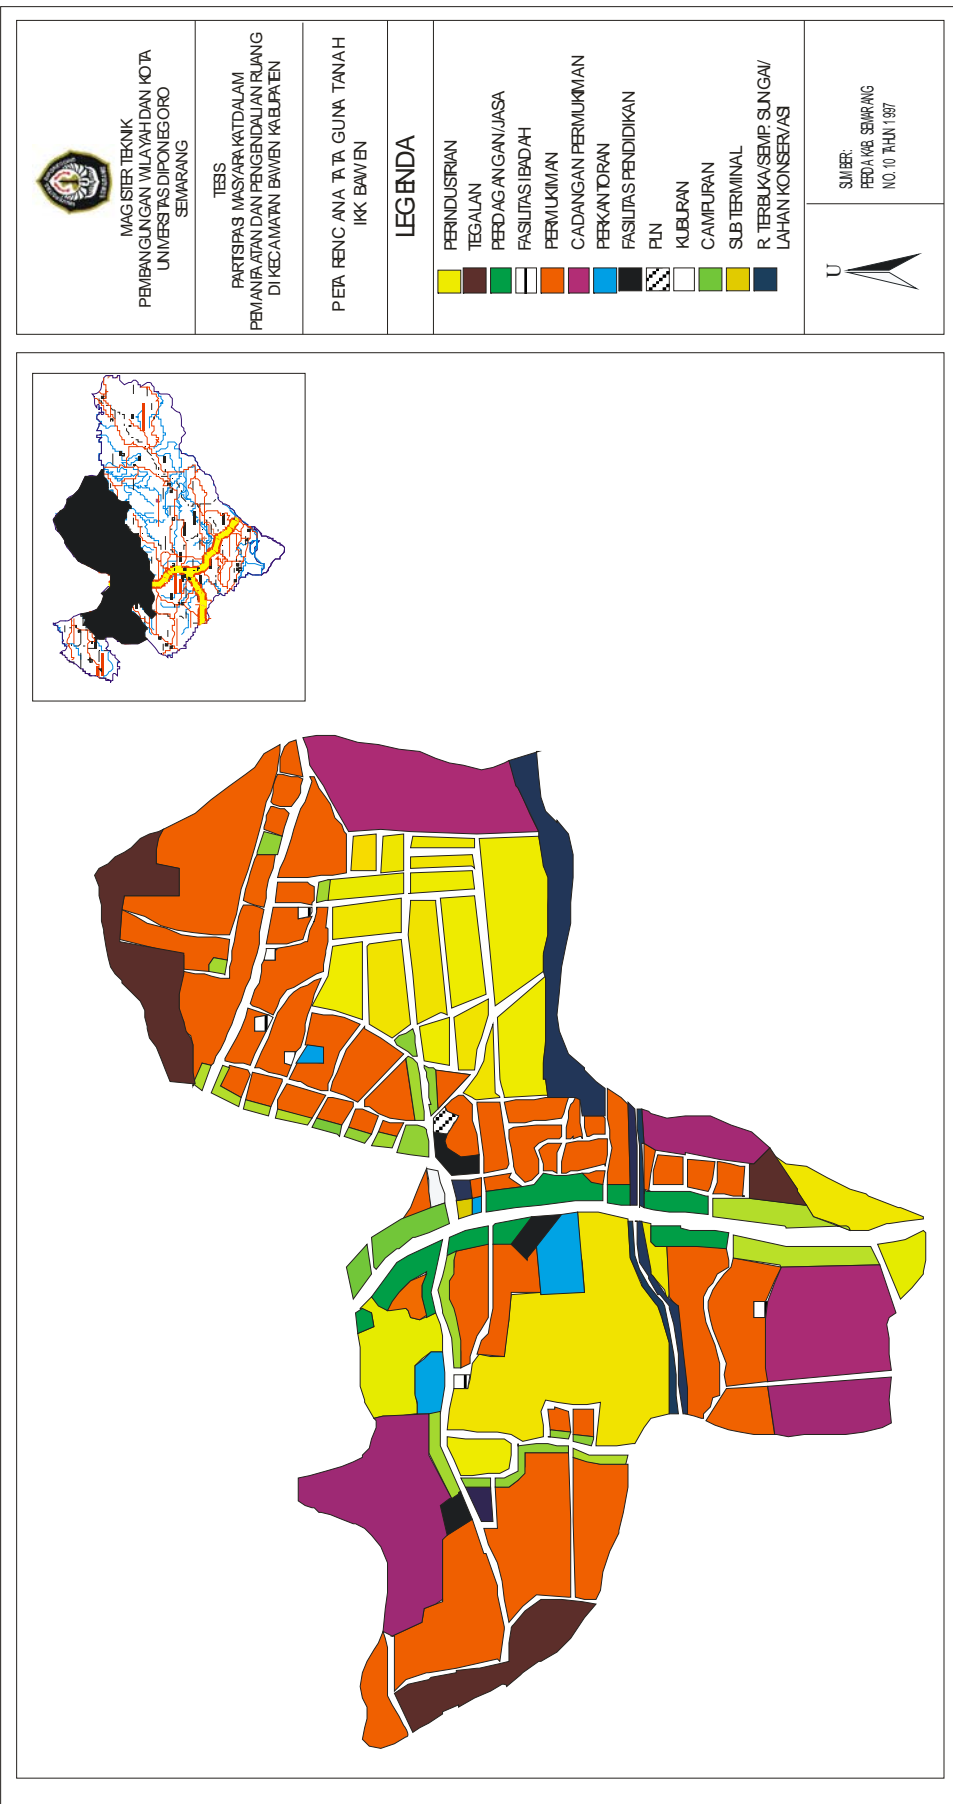 MAGISTER TEKNIK
PEMBANGUNAN WILAYAH DAN KOTA
UNIVERSITAS DIPONEGORO
SEMARANG
TESIS
PARTISIPASI MASYARAKAT DALAM
PEMANFAATAN DAN PENGENDALIAN RUANG
DI KECAMATAN BAWEN KABUPATEN
PETA RENCANA TATA GUNA TANAH
IKK BAWEN
LEGENDA
PERINDUSTRIAN
TEGALAN
PERDAGANGAN/JASA
FASILITAS IBADAH
PERMUKIMAN
CADANGAN PERMUKIMAN
PERKANTORAN
FASILITAS PENDIDIKAN
PLN
KUBURAN
CAMPURAN
SUB TERMINAL
R. TERBUKA/SEMP. SUNGAI/
LAHAN KONSERVASI
U
SUMBER:
PERDA KAB. SEMARANG
NO. 10 TAHUN 1997